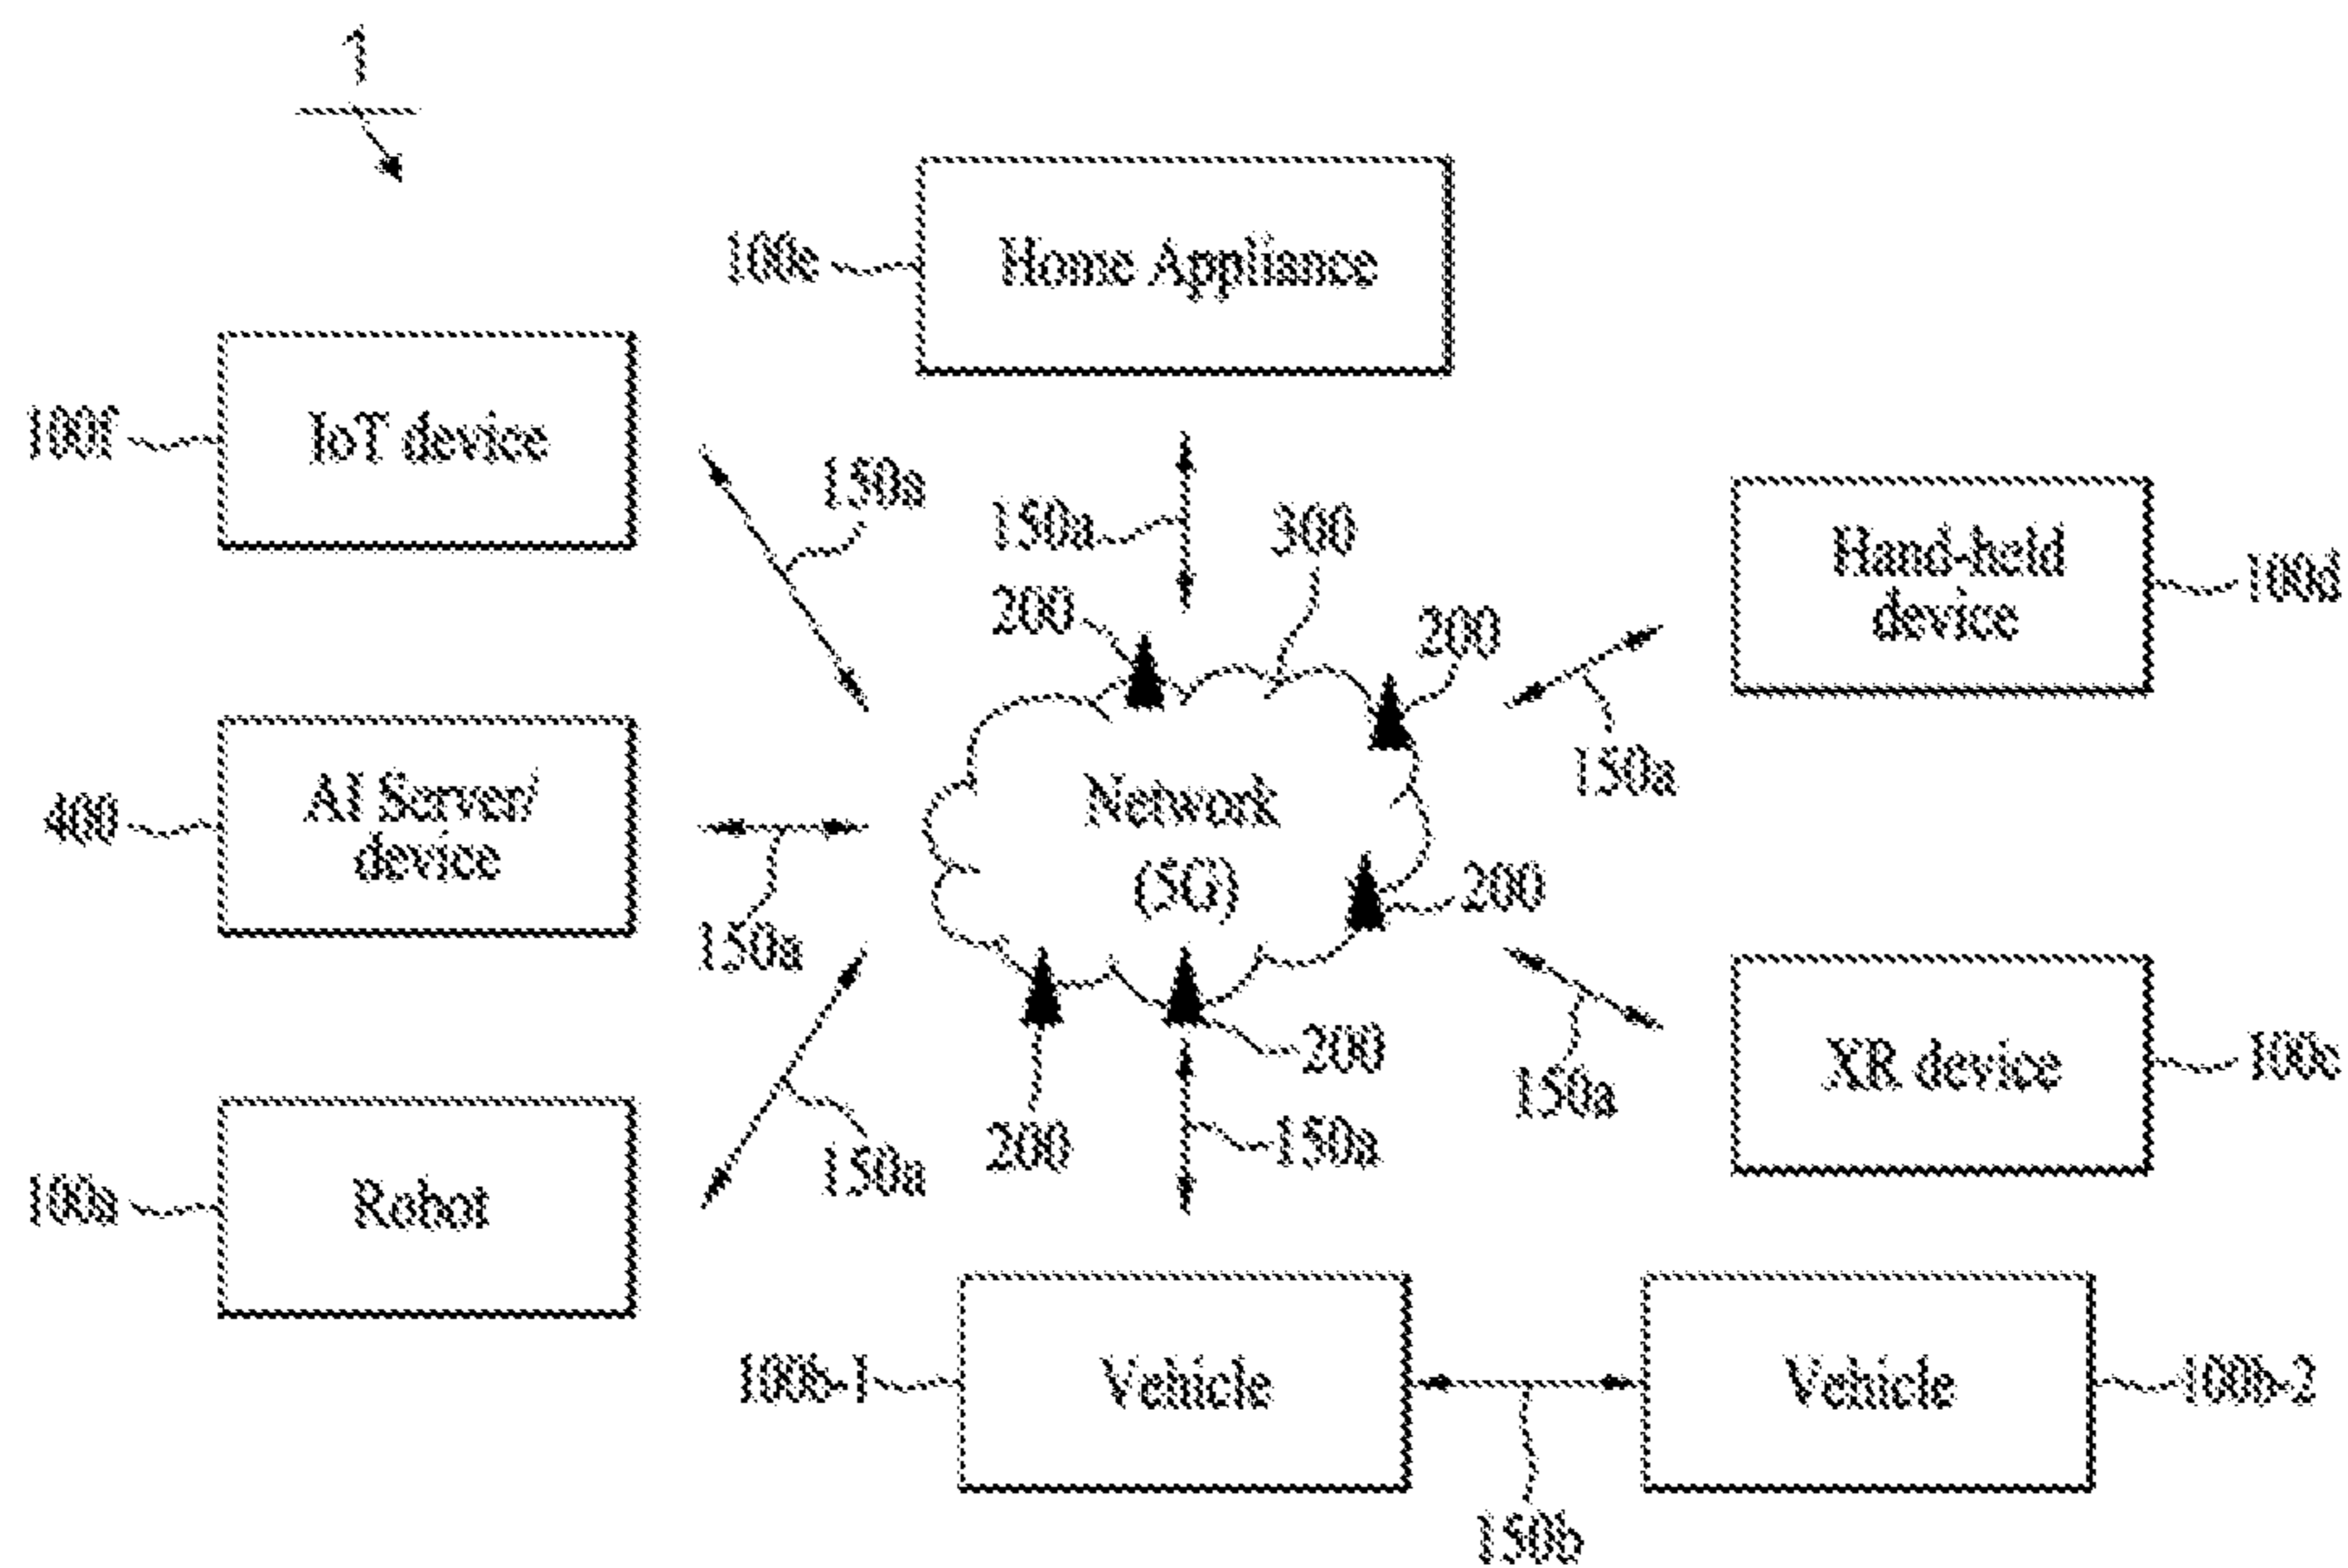 1
100e
Home Appliance
100f
IoT device
150a
150a
300
200
200
Hand-held
device
100d
150a
400
AI Server/
device
Network
(5G)
200
150a
100a
Robot
150a
200
200
150a
150a
XR device
100c
100b-1
Vehicle
Vehicle
100b-2
150b